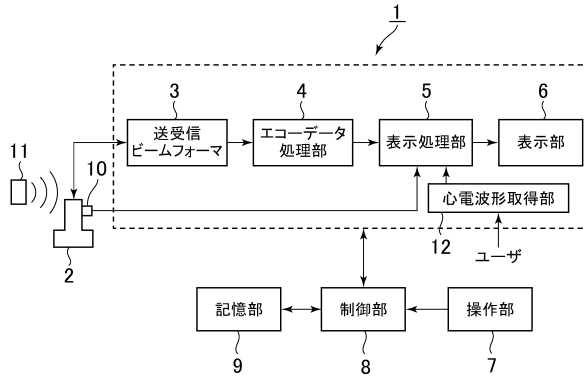 1
3
4
5
6
送受信
ビームフォーマ
エコーデータ
処理部
表示処理部
表示部
11
10
心電波形取得部
12
ユーザ
2
記憶部
制御部
操作部
9
8
7